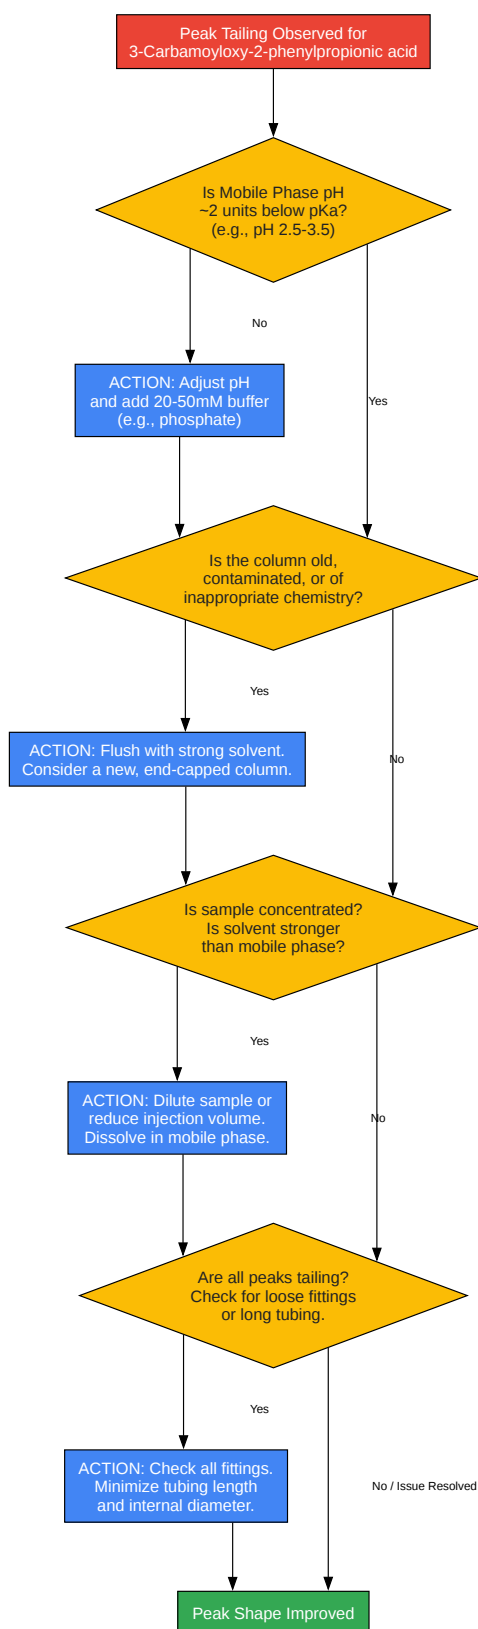 Peak Tailing Observed for
3-Carbamoyloxy-2-phenylpropionic acid
Is Mobile Phase pH
~2 units below pKa?
(e.g., pH 2.5-3.5)
No
ACTION: Adjust pH
and add 20-50mM buffer
(e.g., phosphate)
Yes
Is the column old,
contaminated, or of
inappropriate chemistry?
Yes
ACTION: Flush with strong solvent.
Consider a new, end-capped column.
No
Is sample concentrated?
Is solvent stronger
than mobile phase?
Yes
ACTION: Dilute sample or
reduce injection volume.
Dissolve in mobile phase.
No
Are all peaks tailing?
Check for loose fittings
or long tubing.
Yes
ACTION: Check all fittings.
Minimize tubing length
and internal diameter.
No / Issue Resolved
Peak Shape Improved